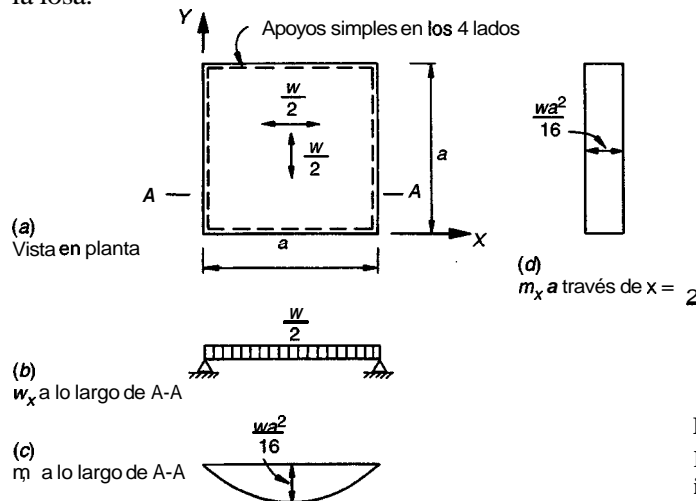 la losa.
Y
Apoyos simples en los 4 lados
w
2
w
2
a
A
A
a
X
(a)
Vista en planta
wa²
16
(d)
mx a través de x =
2
w
2
(b)
wx a lo largo de A-A
(c)
a lo largo de A-A
wa²
16